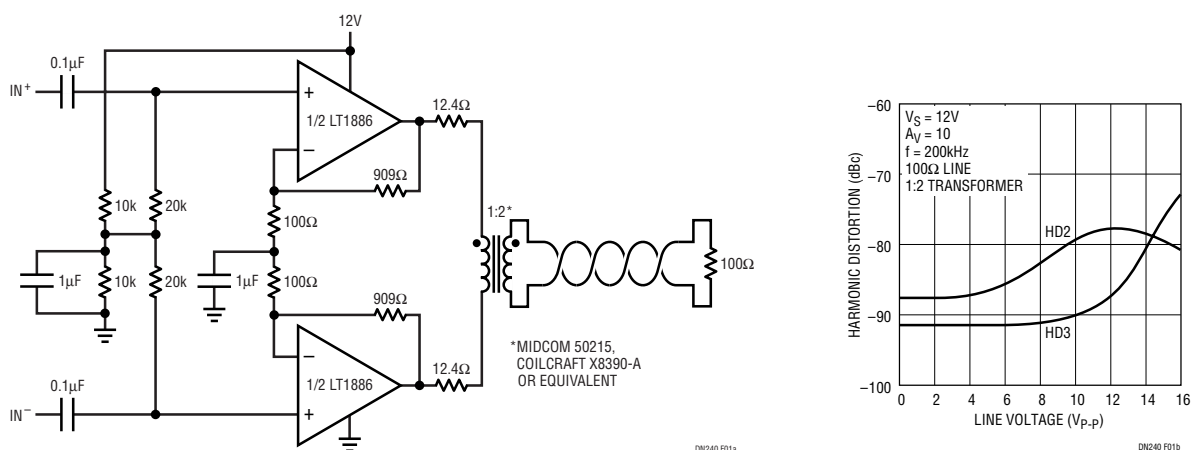 12V
0.1µF
IN+
+
1/2 LT1886
–
12.4Ω
909Ω
10k
20k
100Ω
1:2*
1µF
10k
20k
1µF
100Ω
100Ω
909Ω
–
1/2 LT1886
+
12.4Ω
0.1µF
IN–
*MIDCOM 50215,
COILCRAFT X8390-A
OR EQUIVALENT
DN240 F01a
HARMONIC DISTORTION (dBc)
–60
–70
–80
–90
–100
VS = 12V
AV = 10
f = 200kHz
100Ω LINE
1:2 TRANSFORMER
HD2
HD3
0 2 4 6 8 10 12 14 16
LINE VOLTAGE (VP-P)
DN240 F01b